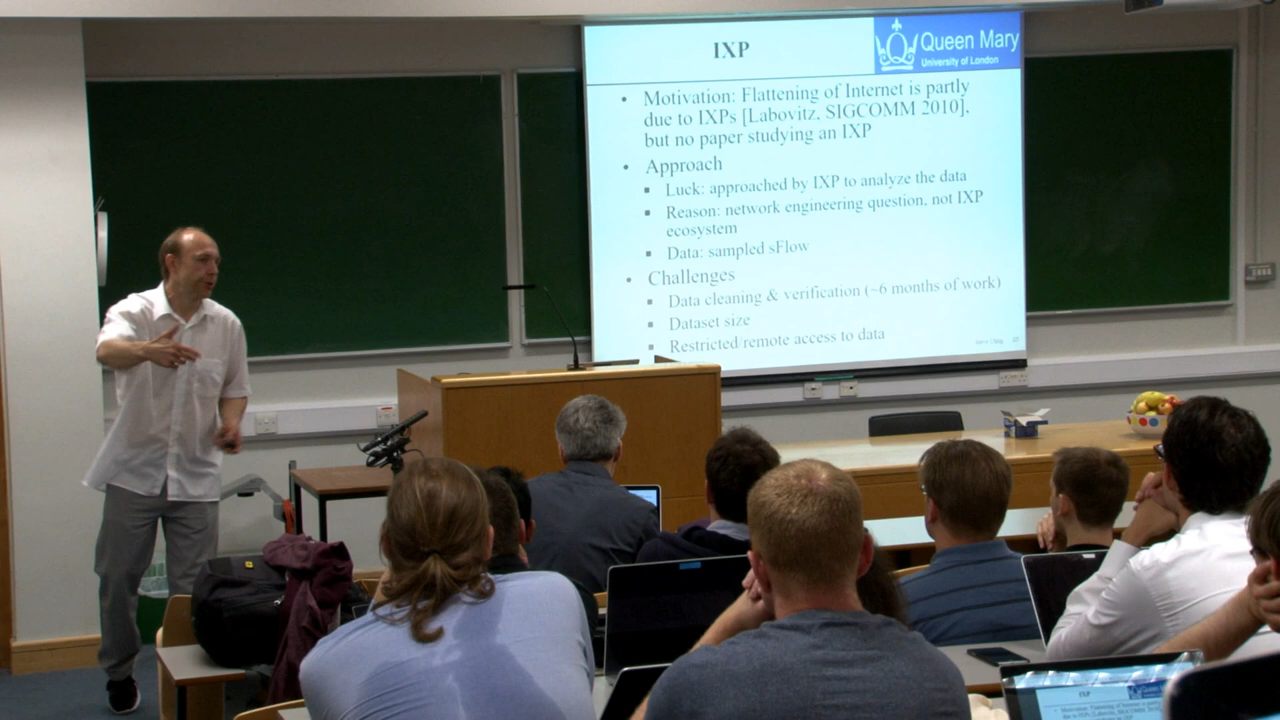 IXP
Queen Mary
University of London
• Motivation: Flattening of Internet is partly
due to IXPs [Labovitz, SIGCOMM 2010],
but no paper studying an IXP
• Approach
▪ Luck: approached by IXP to analyze the data
▪ Reason: network engineering question, not IXP
ecosystem
▪ Data: sampled sFlow
• Challenges
▪ Data cleaning & verification (~6 months of work)
▪ Dataset size
▪ Restricted remote access to data
IXP